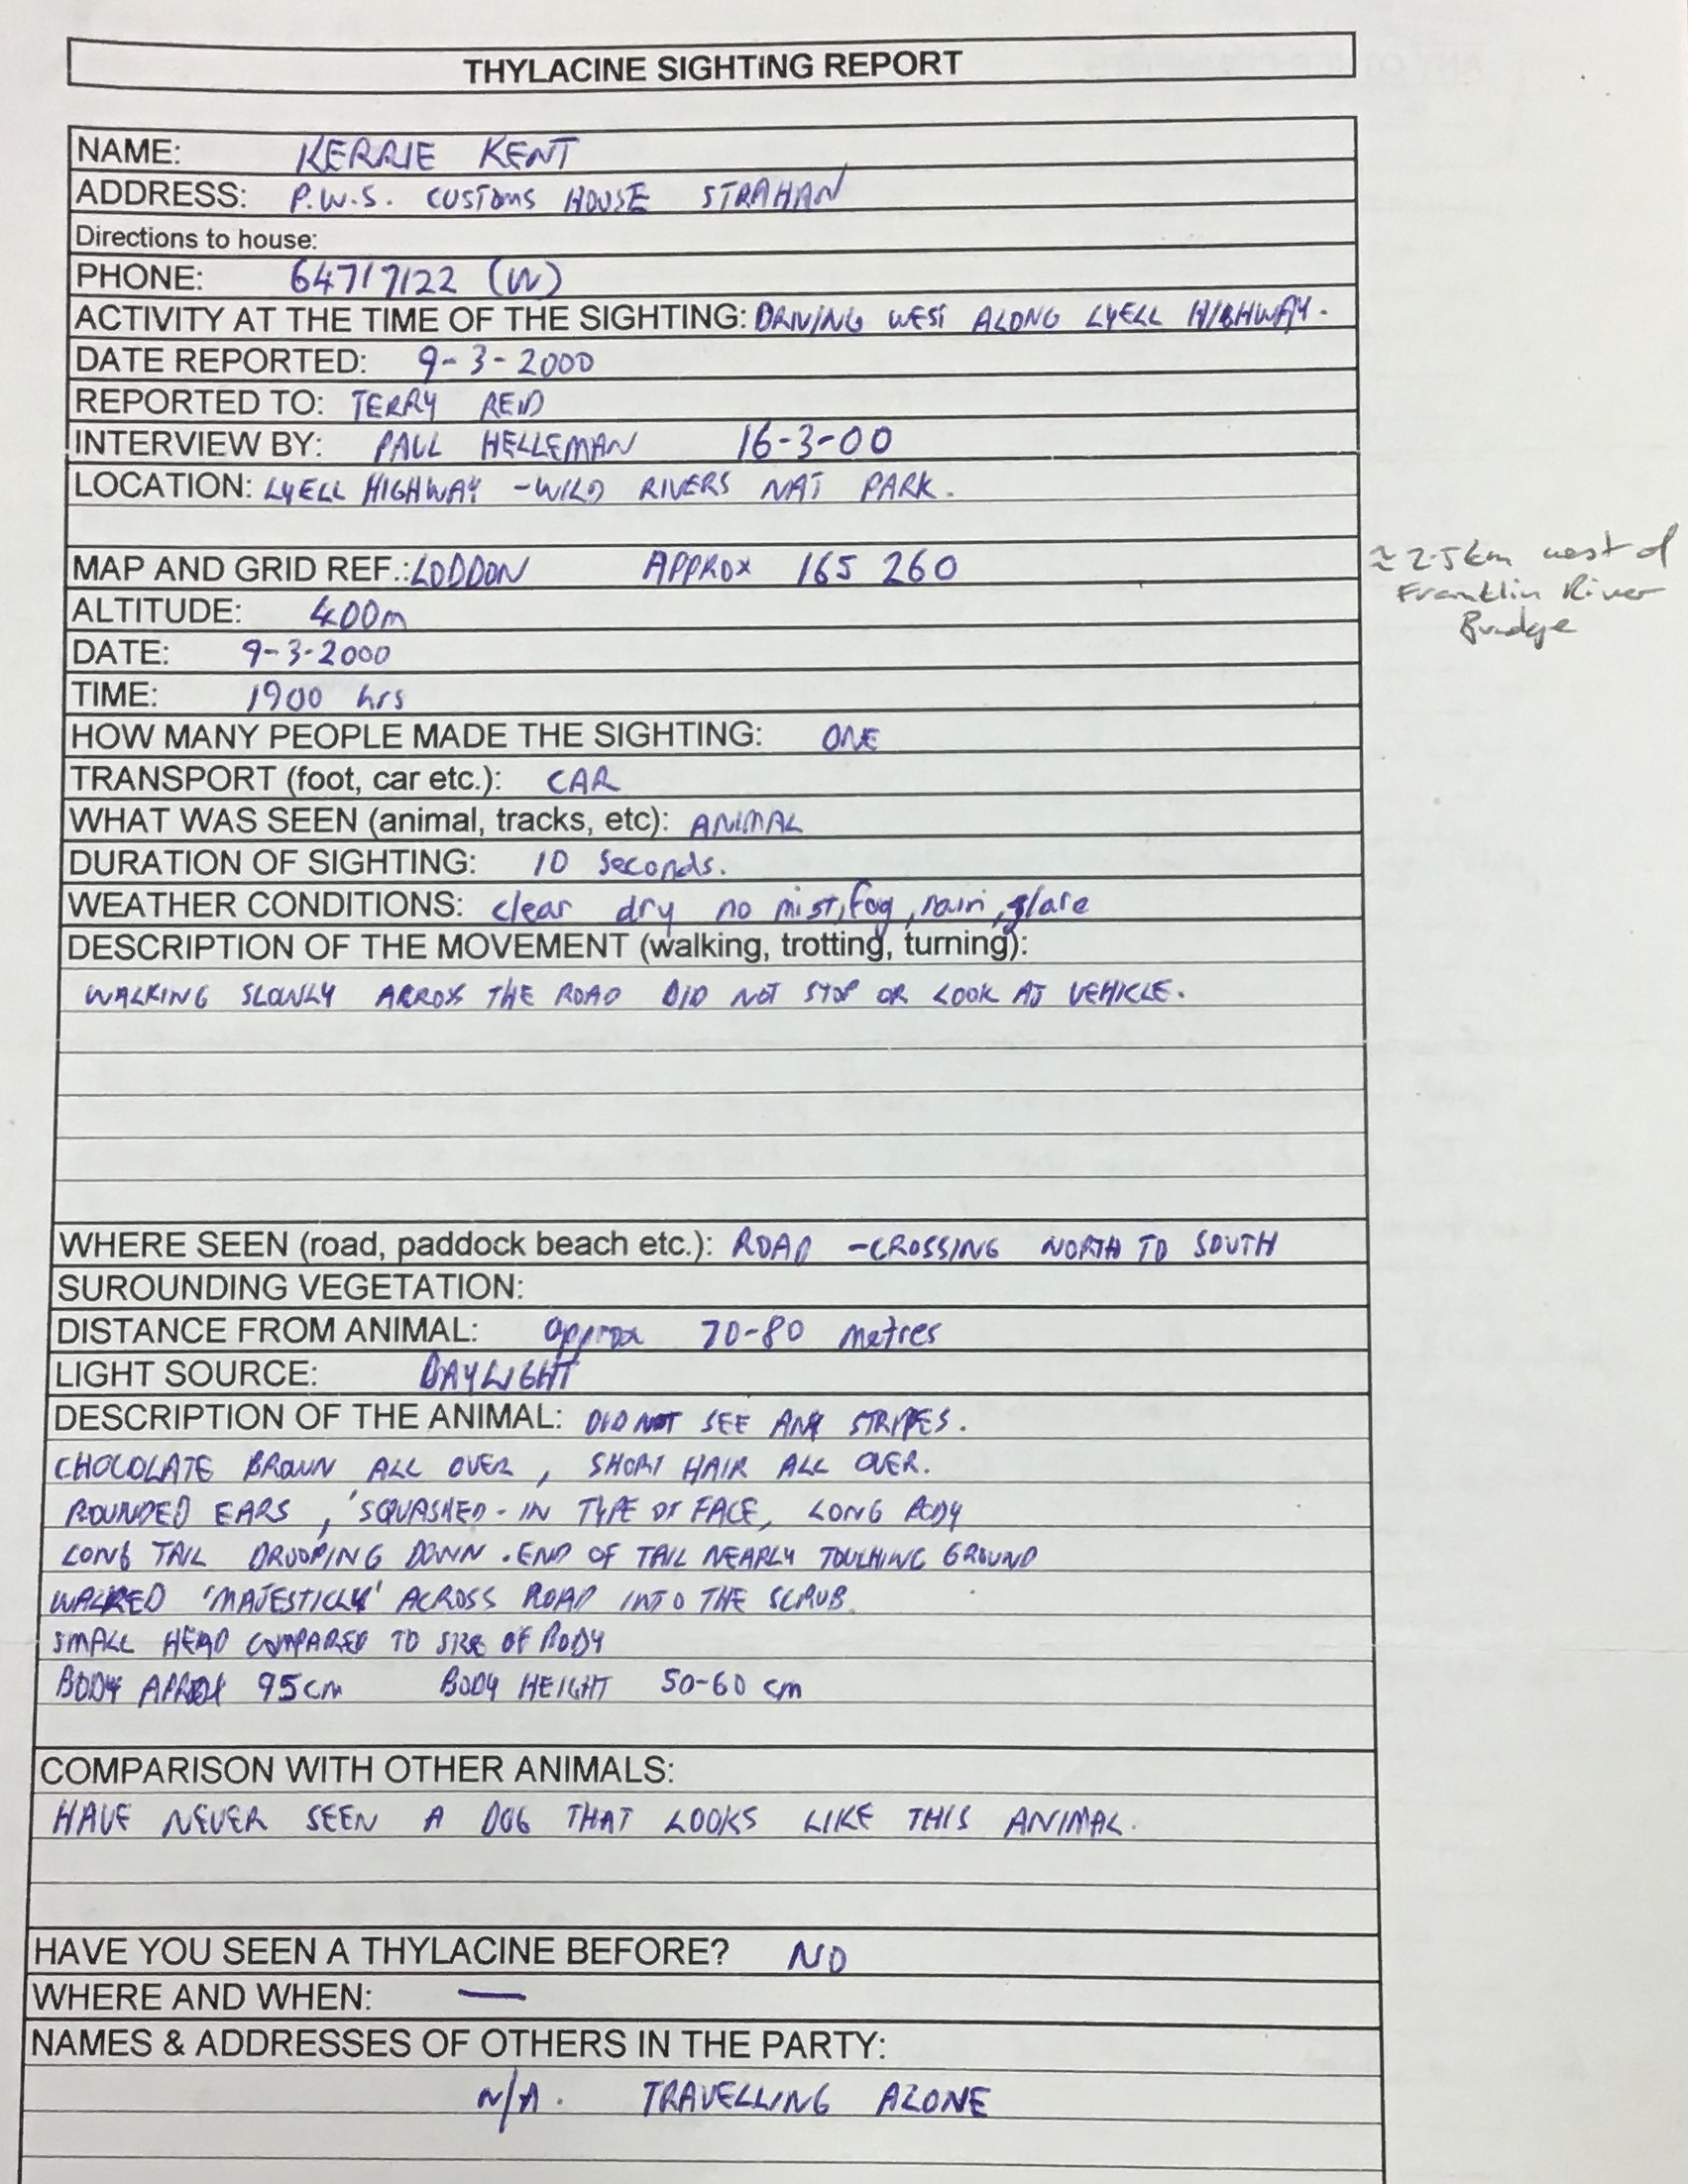 THYLACINE SIGHTING REPORT
NAME: KERRIE KENT
ADDRESS: P.W.S. CUSTOMS HOUSE STRAHAN
Directions to house:
PHONE: 64717122 (W)
ACTIVITY AT THE TIME OF THE SIGHTING: DRIVING WEST ALONG LYELL HIGHWAY.
DATE REPORTED: 9-3-2000
REPORTED TO: TERRY REID
INTERVIEW BY: PAUL HELLEMAN 16-3-00
LOCATION: LYELL HIGHWAY - WILD RIVERS NAT PARK.
MAP AND GRID REF.: LODDON APPROX 165 260
≈ 2.5km west of
Franklin River
Bridge
ALTITUDE: 400m
DATE: 9-3-2000
TIME: 1900 hrs
HOW MANY PEOPLE MADE THE SIGHTING: ONE
TRANSPORT (foot, car etc.): CAR
WHAT WAS SEEN (animal, tracks, etc): ANIMAL
DURATION OF SIGHTING: 10 Seconds.
WEATHER CONDITIONS: clear dry no mist, fog, rain, glare
DESCRIPTION OF THE MOVEMENT (walking, trotting, turning):
WALKING SLOWLY ARROSS THE ROAD DID NOT STOP OR LOOK AT VEHICLE.
WHERE SEEN (road, paddock beach etc.): ROAD - CROSSING NORTH TO SOUTH
SUROUNDING VEGETATION:
DISTANCE FROM ANIMAL: approx 70-80 metres
LIGHT SOURCE: DAYLIGHT
DESCRIPTION OF THE ANIMAL: DID NOT SEE ANY STRIPES.
CHOCOLATE BROWN ALL OVER, SHORT HAIR ALL OVER.
ROUNDED EARS, 'SQUASHED-IN TYPE OF FACE, LONG BODY
LONG TAIL DROOPING DOWN. END OF TAIL NEARLY TOUCHING GROUND
WALKED 'MAJESTICLY' ACROSS ROAD INTO THE SCRUB.
SMALL HEAD COMPARED TO SIZE OF BODY
BODY APROX 95cm BODY HEIGHT 50-60 cm
COMPARISON WITH OTHER ANIMALS:
HAVE NEVER SEEN A DOG THAT LOOKS LIKE THIS ANIMAL.
HAVE YOU SEEN A THYLACINE BEFORE? NO
WHERE AND WHEN: —
NAMES & ADDRESSES OF OTHERS IN THE PARTY:
N/A. TRAVELLING ALONE